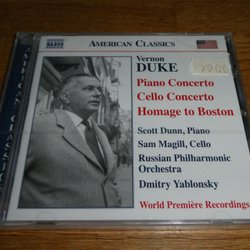 NAXOS
AMERICAN CLASSICS
Vernon
DUKE
Piano Concerto
Cello Concerto
Homage to Boston
Scott Dunn, Piano
Sam Magill, Cello
Russian Philharmonic
Orchestra
Dmitry Yablonsky
World Première Recordings